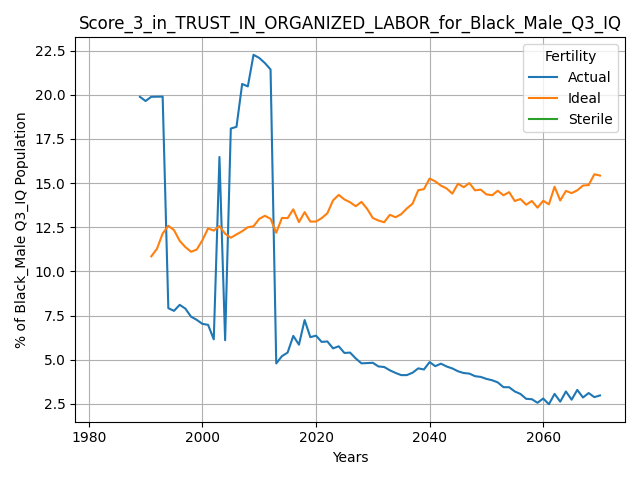 Score_3_in_TRUST_IN_ORGANIZED_LABOR_for_Black_Male_Q3_IQ
Fertility
Actual
Ideal
Sterile
% of Black_Male Q3_IQ Population
22.5
20.0
17.5
15.0
12.5
10.0
7.5
5.0
2.5
1980 2000 2020 2040 2060
Years